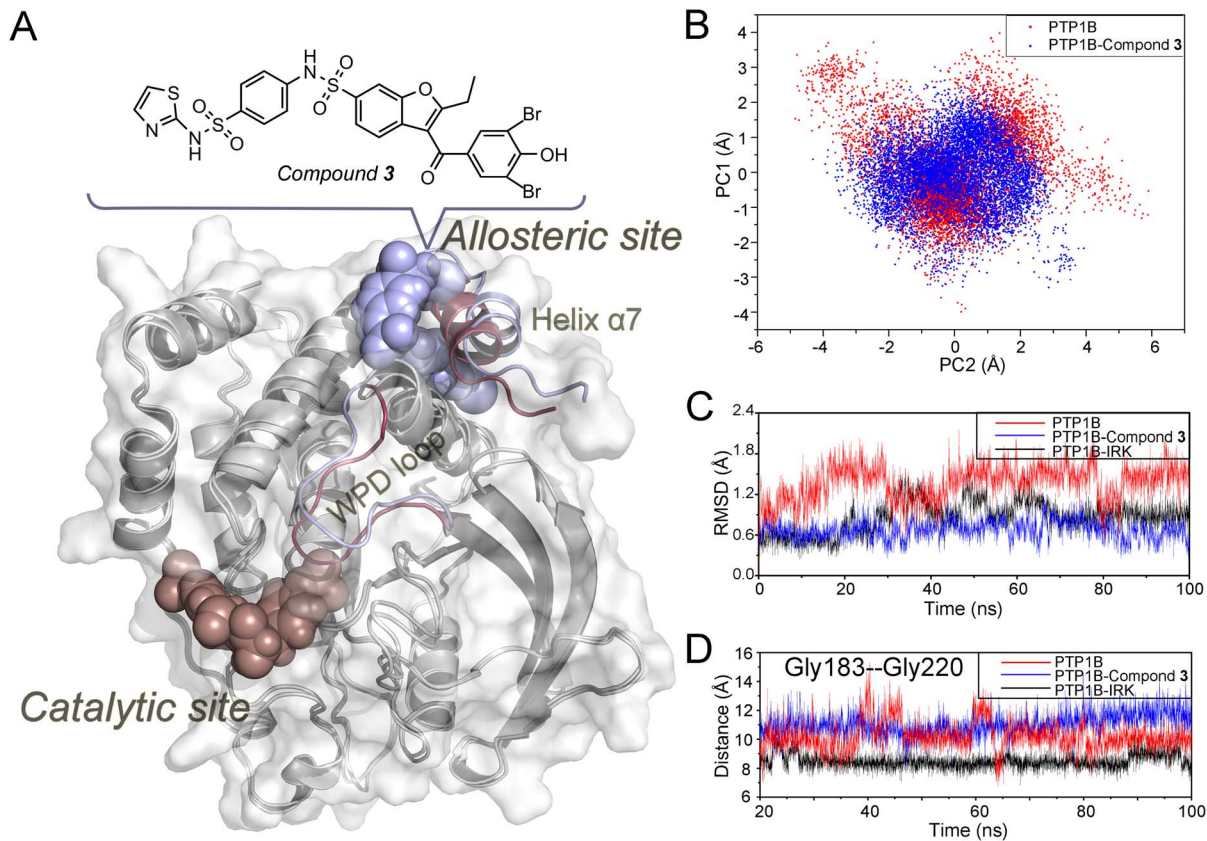 A
H
N
O
S
O
S
N
O
O
S
N
H
O
O
Br
OH
Br
Compound 3
Allosteric site
Helix α7
WPD loop
Catalytic site
B
PTP1B
PTP1B-Compond 3
4
3
2
1
0
-1
-2
-3
-4
PC1 (Å)
-6 -4 -2 0 2 4 6
PC2 (Å)
C
PTP1B
PTP1B-Compond 3
PTP1B-IRK
2.4
1.8
1.2
0.6
0.0
RMSD (Å)
0 20 40 60 80 100
Time (ns)
D
Gly183--Gly220
PTP1B
PTP1B-Compond 3
PTP1B-IRK
16
14
12
10
8
6
Distance (Å)
20 40 60 80 100
Time (ns)